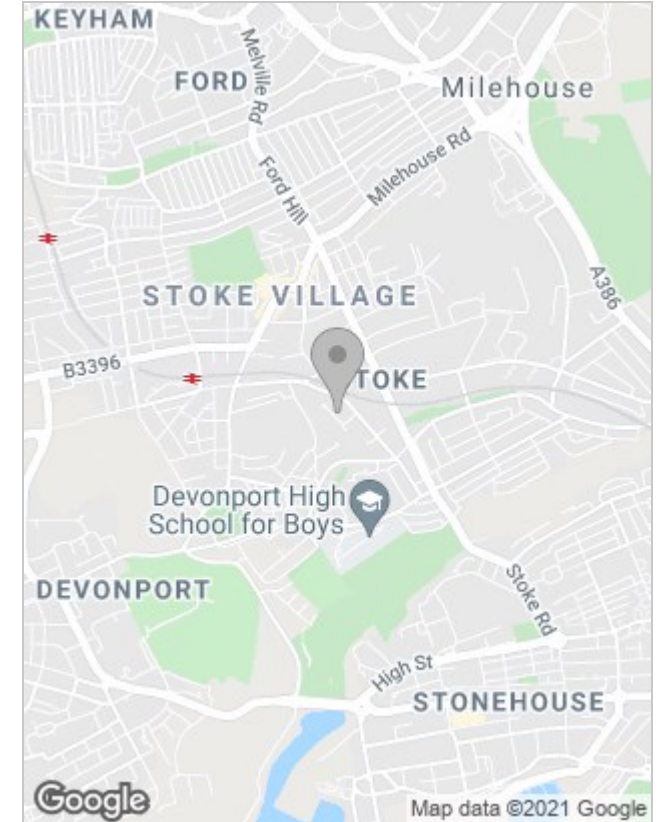 KEYHAM
FORD
Melville Rd
Milehouse
Ford Hill
Milehouse Rd
STOKE VILLAGE
A386
B3396
TOKE
Devonport High
School for Boys
DEVONPORT
Stoke Rd
High St
STONEHOUSE
Google
Map data ©2021 Google